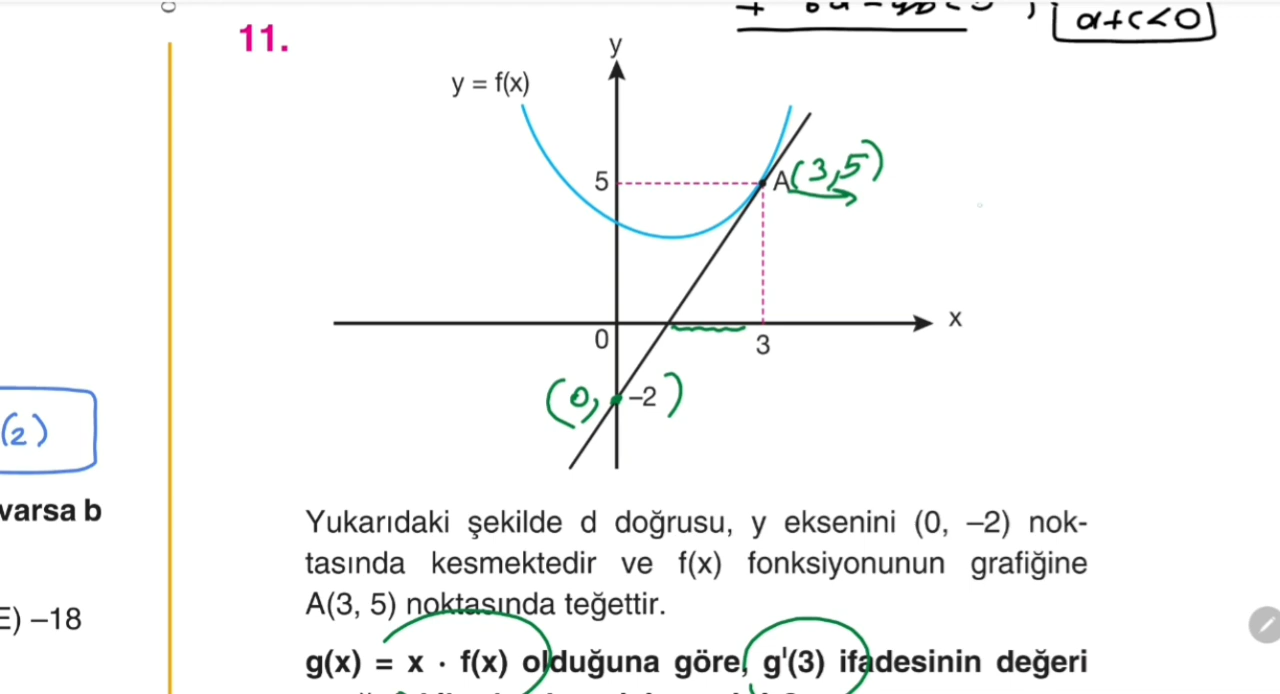 a+c<0
11.
y
y = f(x)
5
A(3,5)
0
3
x
(0, –2)
(2)
varsa b
E) –18
Yukarıdaki şekilde d doğrusu, y eksenini (0, –2) nok-
tasında kesmektedir ve f(x) fonksiyonunun grafiğine
A(3, 5) noktasında teğettir.
g(x) = x · f(x) olduğuna göre, g'(3) ifadesinin değeri